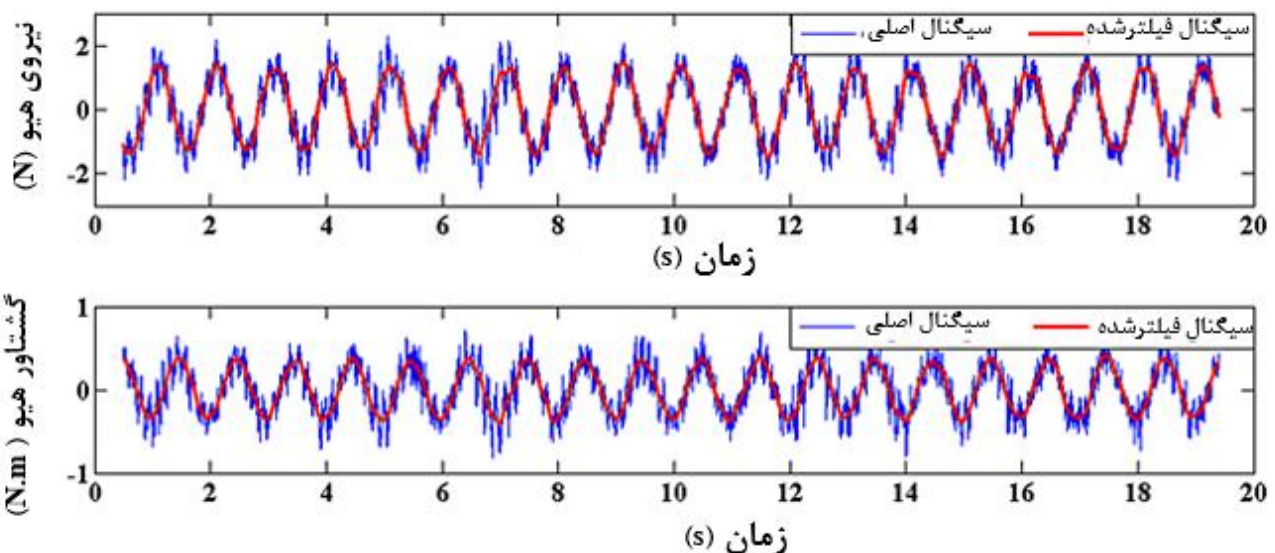 نیروی هیو (N)
سیگنال اصلی
سیگنال فیلترشده
2
0
-2
0 2 4 6 8 10 12 14 16 18 20
زمان (s)
گشتاور هیو (N.m)
سیگنال اصلی
سیگنال فیلترشده
1
0
-1
0 2 4 6 8 10 12 14 16 18 20
زمان (s)